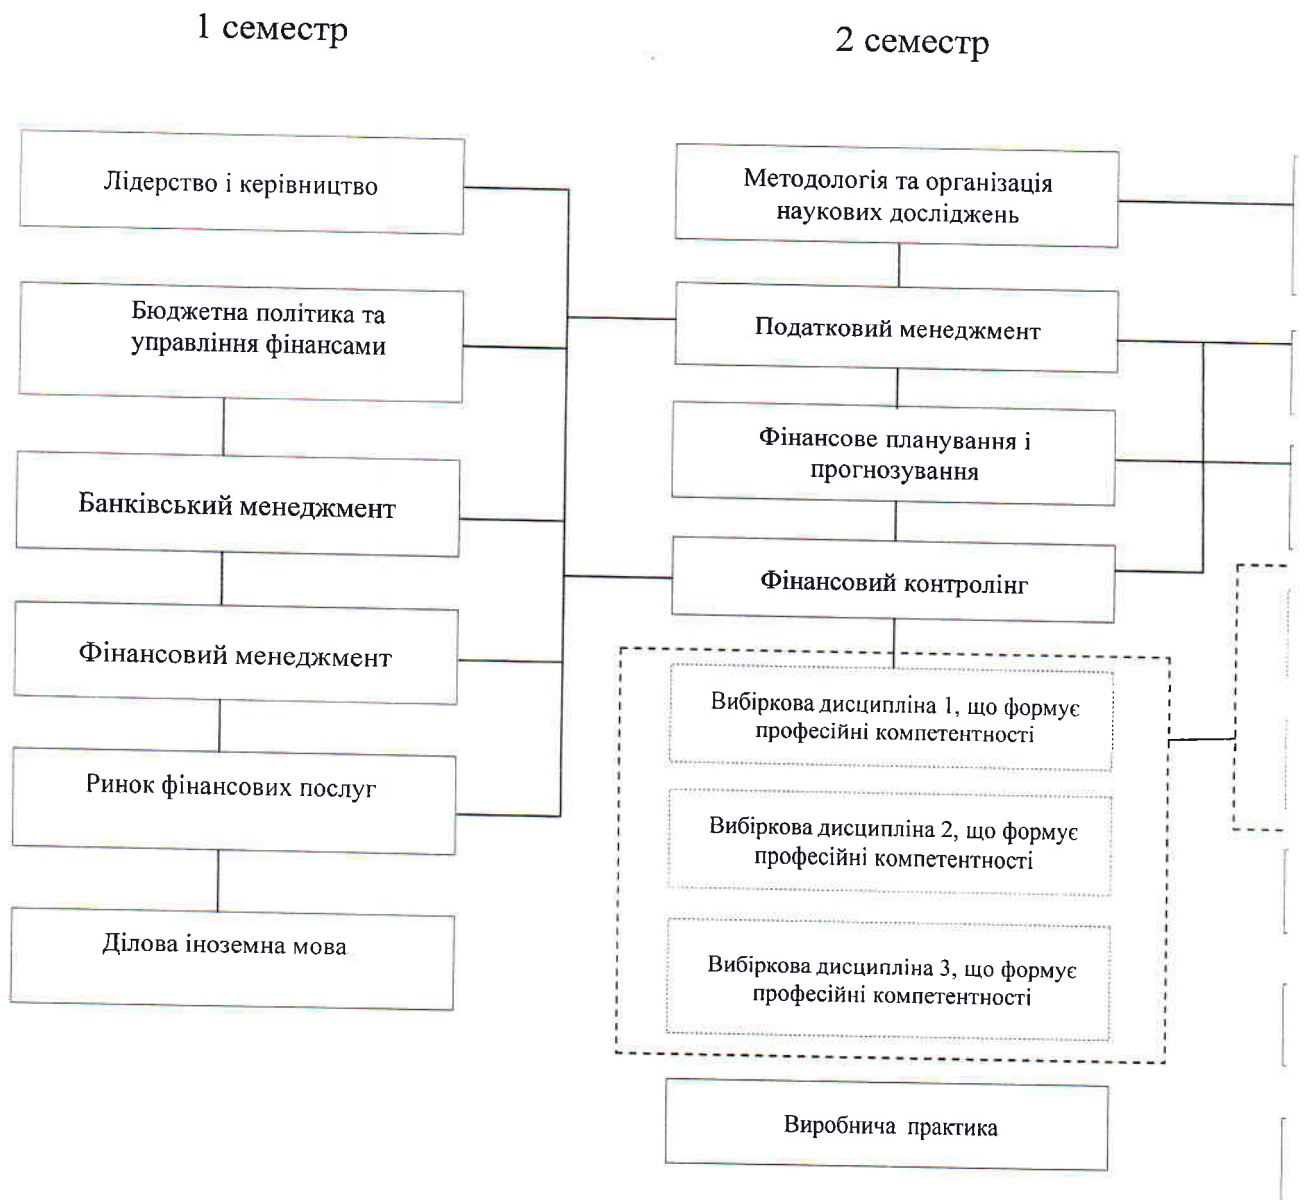 1 семестр
2 семестр
Лідерство і керівництво
Бюджетна політика та
управління фінансами
Банківський менеджмент
Фінансовий менеджмент
Ринок фінансових послуг
Ділова іноземна мова
Методологія та організація
наукових досліджень
Податковий менеджмент
Фінансове планування і
прогнозування
Фінансовий контролінг
Вибіркова дисципліна 1, що формує
професійні компетентності
Вибіркова дисципліна 2, що формує
професійні компетентності
Вибіркова дисципліна 3, що формує
професійні компетентності
Виробнича практика